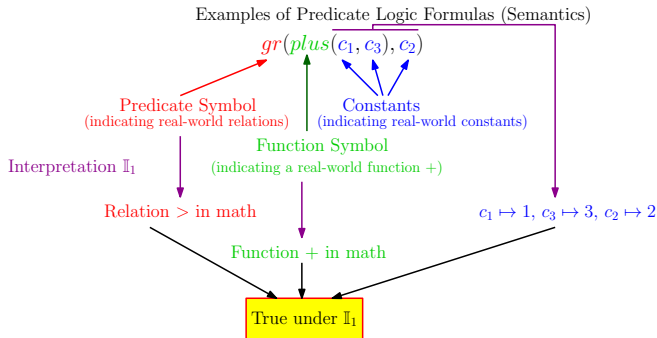 Examples of Predicate Logic Formulas (Semantics)
gr(plus(c₁, c₃), c₂)
Predicate Symbol
(indicating real-world relations)
Constants
(indicating real-world constants)
Function Symbol
(indicating a real-world function +)
Interpretation 𝕀₁
Relation > in math
c₁ ↦ 1, c₃ ↦ 3, c₂ ↦ 2
Function + in math
True under 𝕀₁